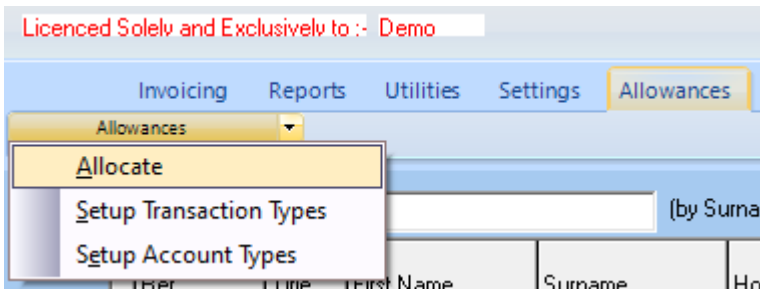 Licenced Solely and Exclusively to :- Demo
Invoicing Reports Utilities Settings Allowances
Allowances
Allocate
Setup Transaction Types
(by Surna
Setup Account Types
First Name Surname Ho